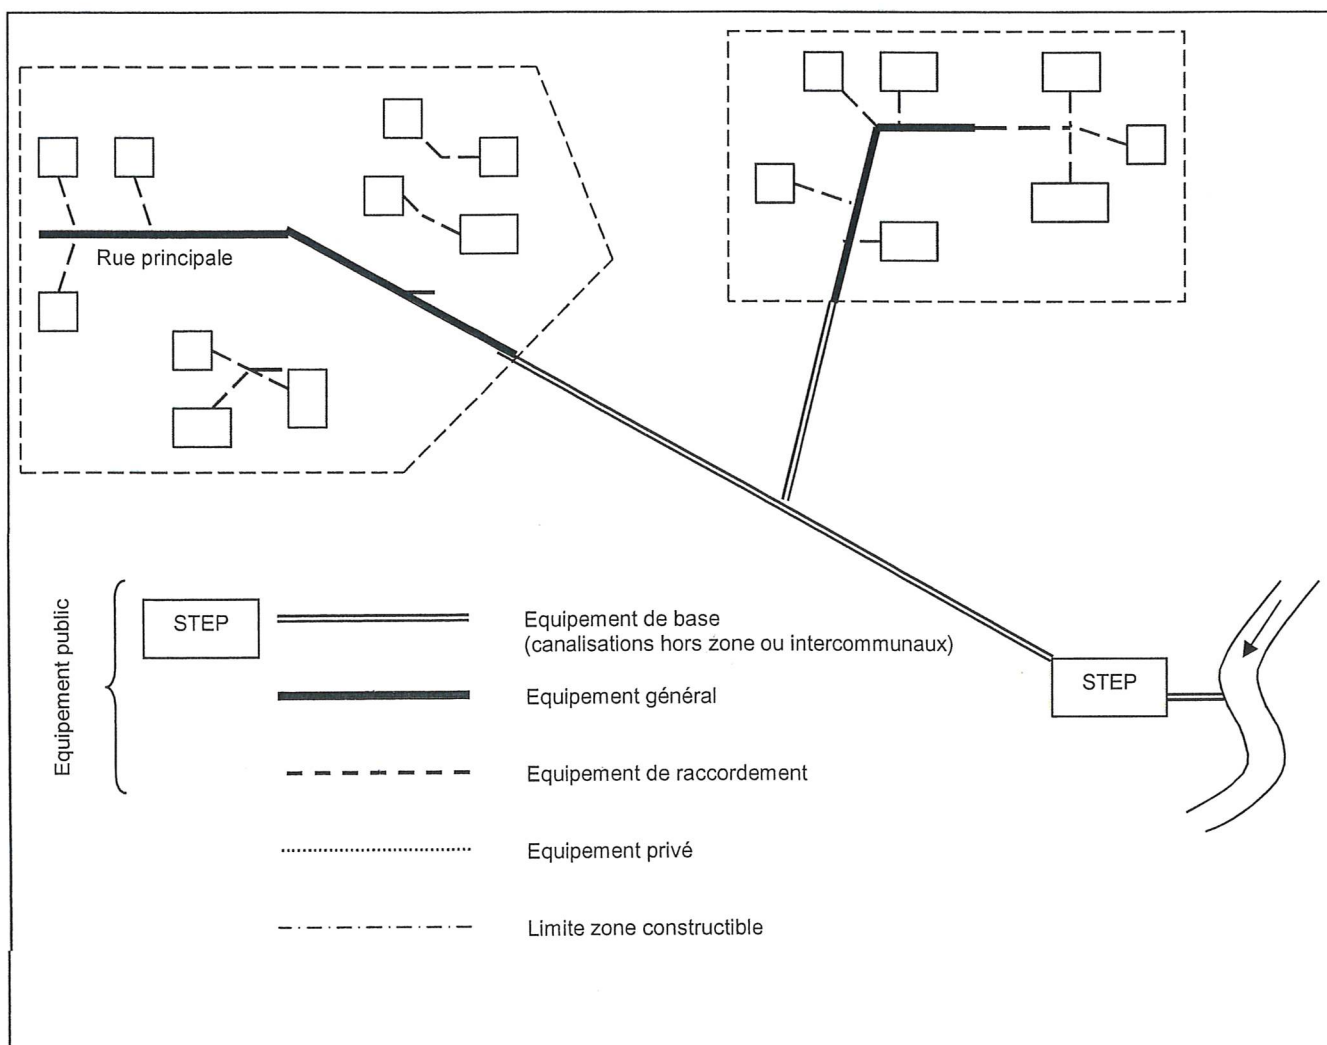 Rue principale
Equipement public
STEP
Equipement de base
(canalisations hors zone ou intercommunaux)
STEP
Equipement général
Equipement de raccordement
Equipement privé
Limite zone constructible